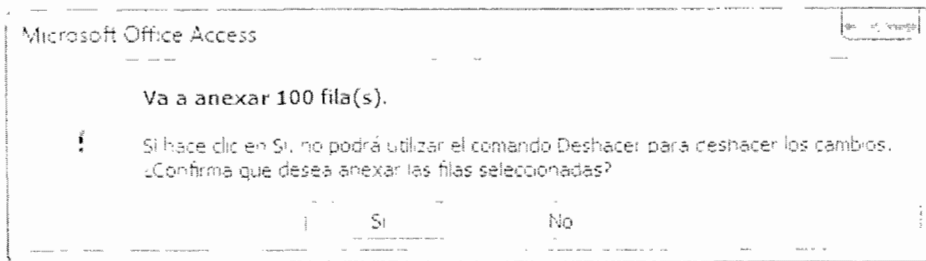 Microsoft Office Access
Va a anexar 100 fila(s).
! Si hace clic en Sí, no podrá utilizar el comando Deshacer para deshacer los cambios.
¿Confirma que desea anexar las filas seleccionadas?
Sí No